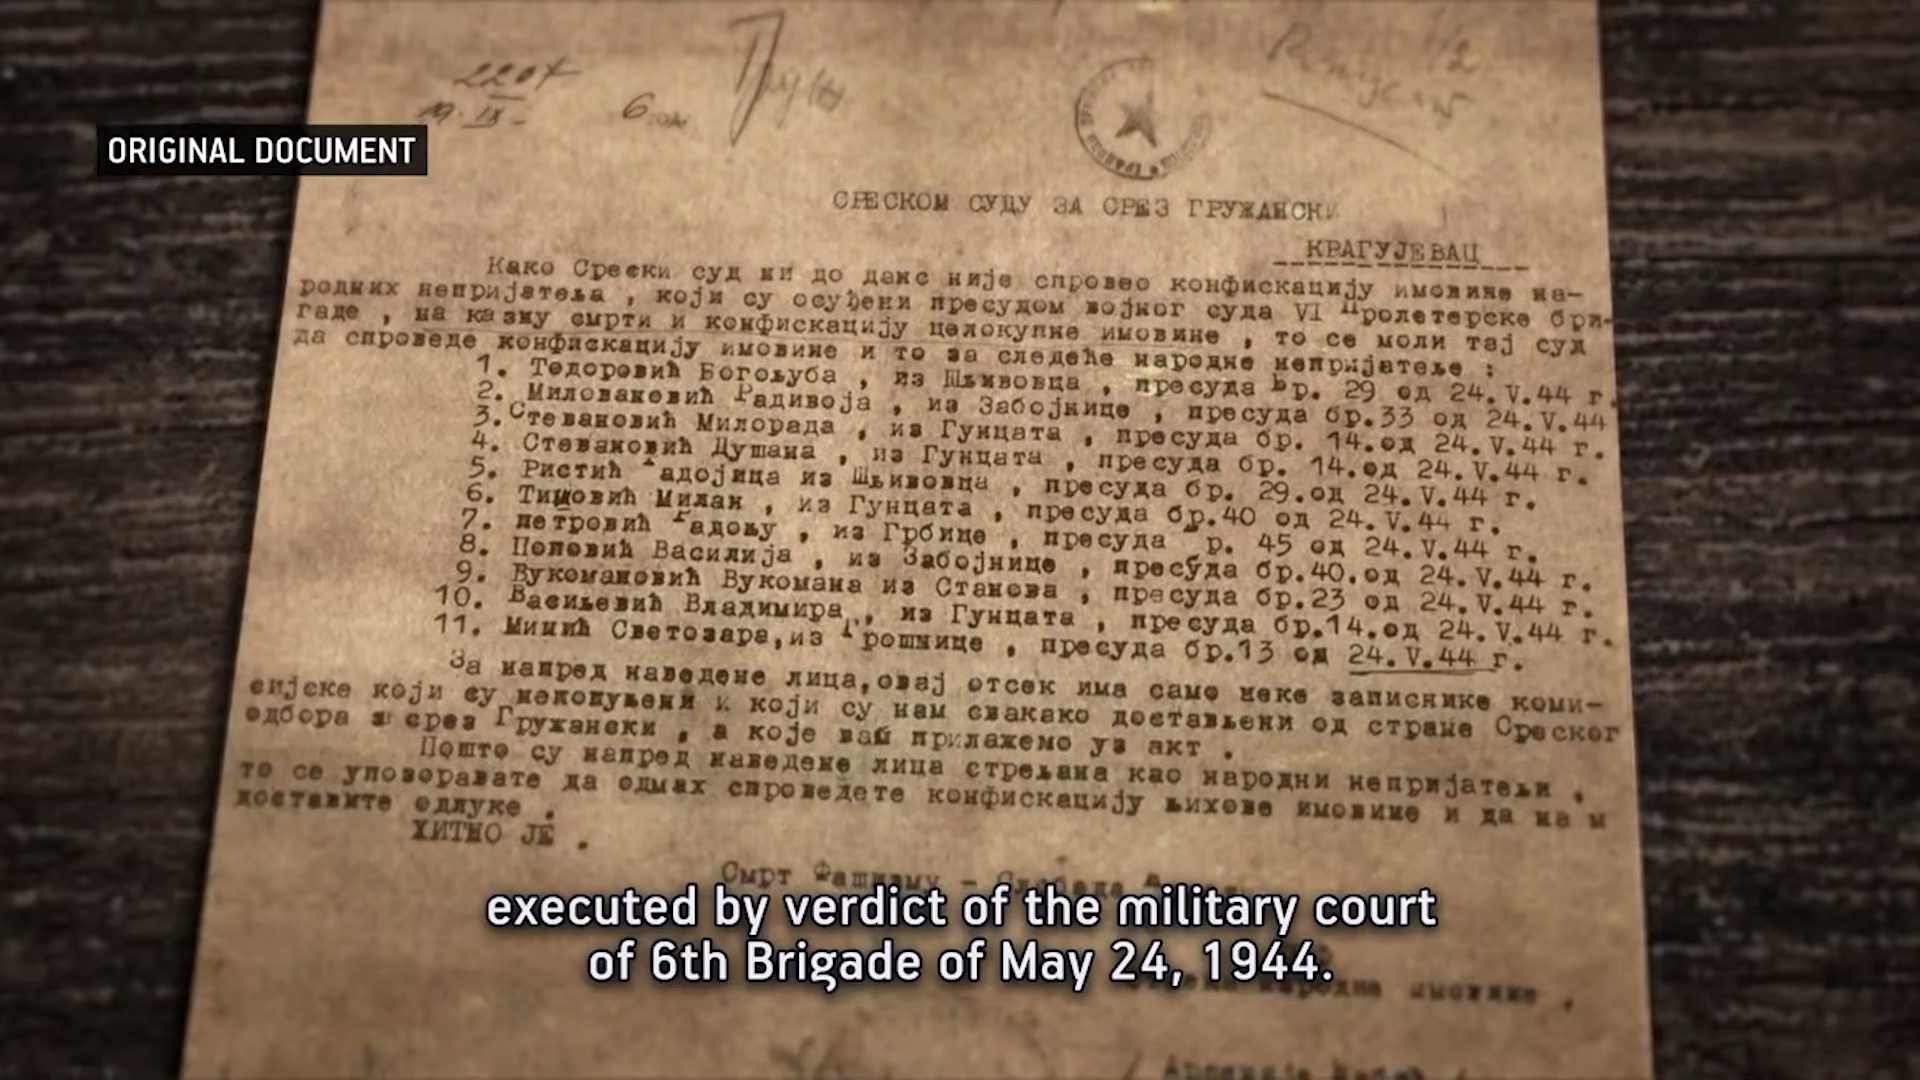 2207
19.IX.
ORIGINAL DOCUMENT
СРЕСКОМ СУДУ ЗА СРЕЗ ГРУЖАНСКИ
КРАГУЈЕВАЦ
Како Срески суд ни до данс није спровео конфискацију имовине на-
родних непријатеља , који су осуђени пресудом војног суда VI Пролетерске бри-
гаде , на казну смрти и конфискацију целокупне имовине , то се моли тај суд
да спроведе конфискацију имовине и то за следеће народне непријатеље :
1. Тодоровић Богољуба , из Шљивовца , пресуда бр. 29 од 24.V.44 г.
2. Миловановић Радивоја , из Забојнице , пресуда бр.33 од 24.V.44
3. Стевановић Милорада , из Гунцата , пресуда бр. 14.од 24.V.44 г.
4. Стевановић Душана , из Гунцата , пресуда бр. 14.од 24.V.44 г.
5. Ристић Радојица из Шљивовца , пресуда бр. 29.од 24.V.44 г.
6. Тимовић Милан , из Гунцата , пресуда бр.40 од 24.V.44 г.
7. петровић Радољу , из Грбице , пресуда Бр. 45 од 24.V.44 г.
8. Поповић Василија , из Забојнице , пресуда бр.40.од 24.V.44 г.
9. Вукомановић Вукомана из Станова , пресуда бр.23 од 24.V.44 г.
10. Васиљевић Владимира , из Гунцата , пресуда бр.14.од 24.V.44 г.
11. Минић Светозара,из Грошнице , пресуда бр.13 од 24.V.44 г.
За напред наведене лица,овај отсек има само неке записнике коми-
сијске који су некопуњени и који су нам свакако достављени од стране Среског
одбора з срез Гружански , а које вам прилажемо уз акт .
Пошто су напред наведене лица стрељана као народни непријатељи ,
то се упозоравате да одмах спроведете конфискацију њихове имовине и да нам
доставите одлуке .
ХИТНО ЈЕ .
Смрт Фашизму - Слобода
executed by verdict of the military court
of 6th Brigade of May 24, 1944.
народне имовине .